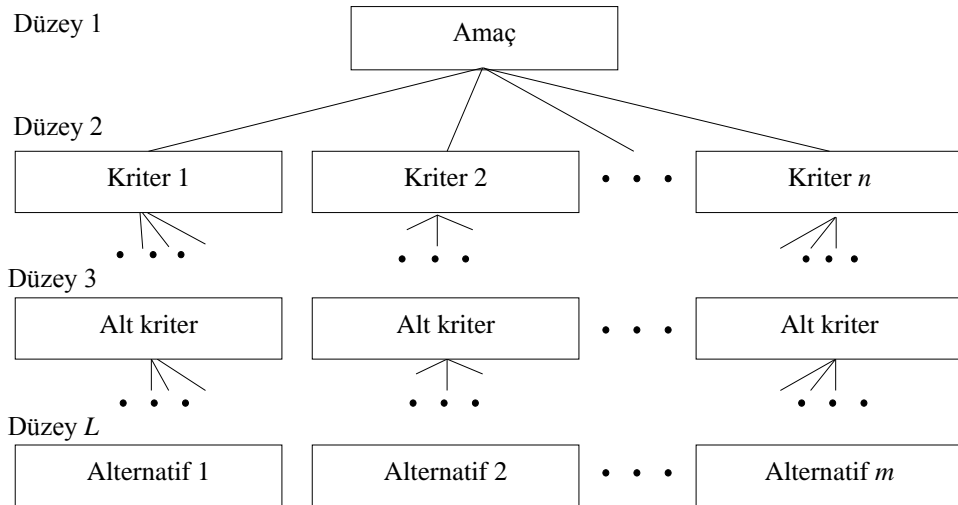 Düzey 1
Amaç
Düzey 2
Kriter 1
Kriter 2
Kriter n
Düzey 3
Alt kriter
Alt kriter
Alt kriter
Düzey L
Alternatif 1
Alternatif 2
Alternatif m